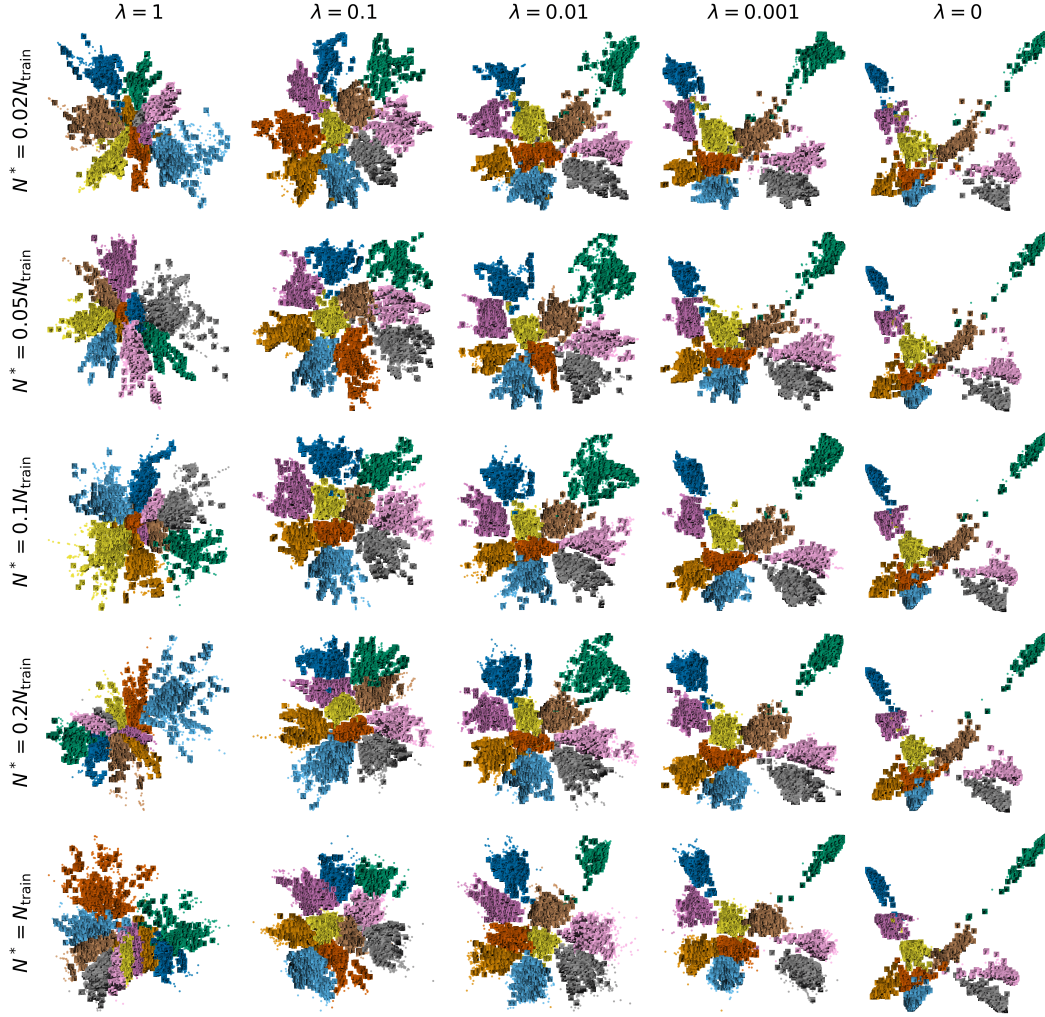 λ = 1
λ = 0.1
λ = 0.01
λ = 0.001
λ = 0
N* = 0.02N_train
N* = 0.05N_train
N* = 0.1N_train
N* = 0.2N_train
N* = N_train